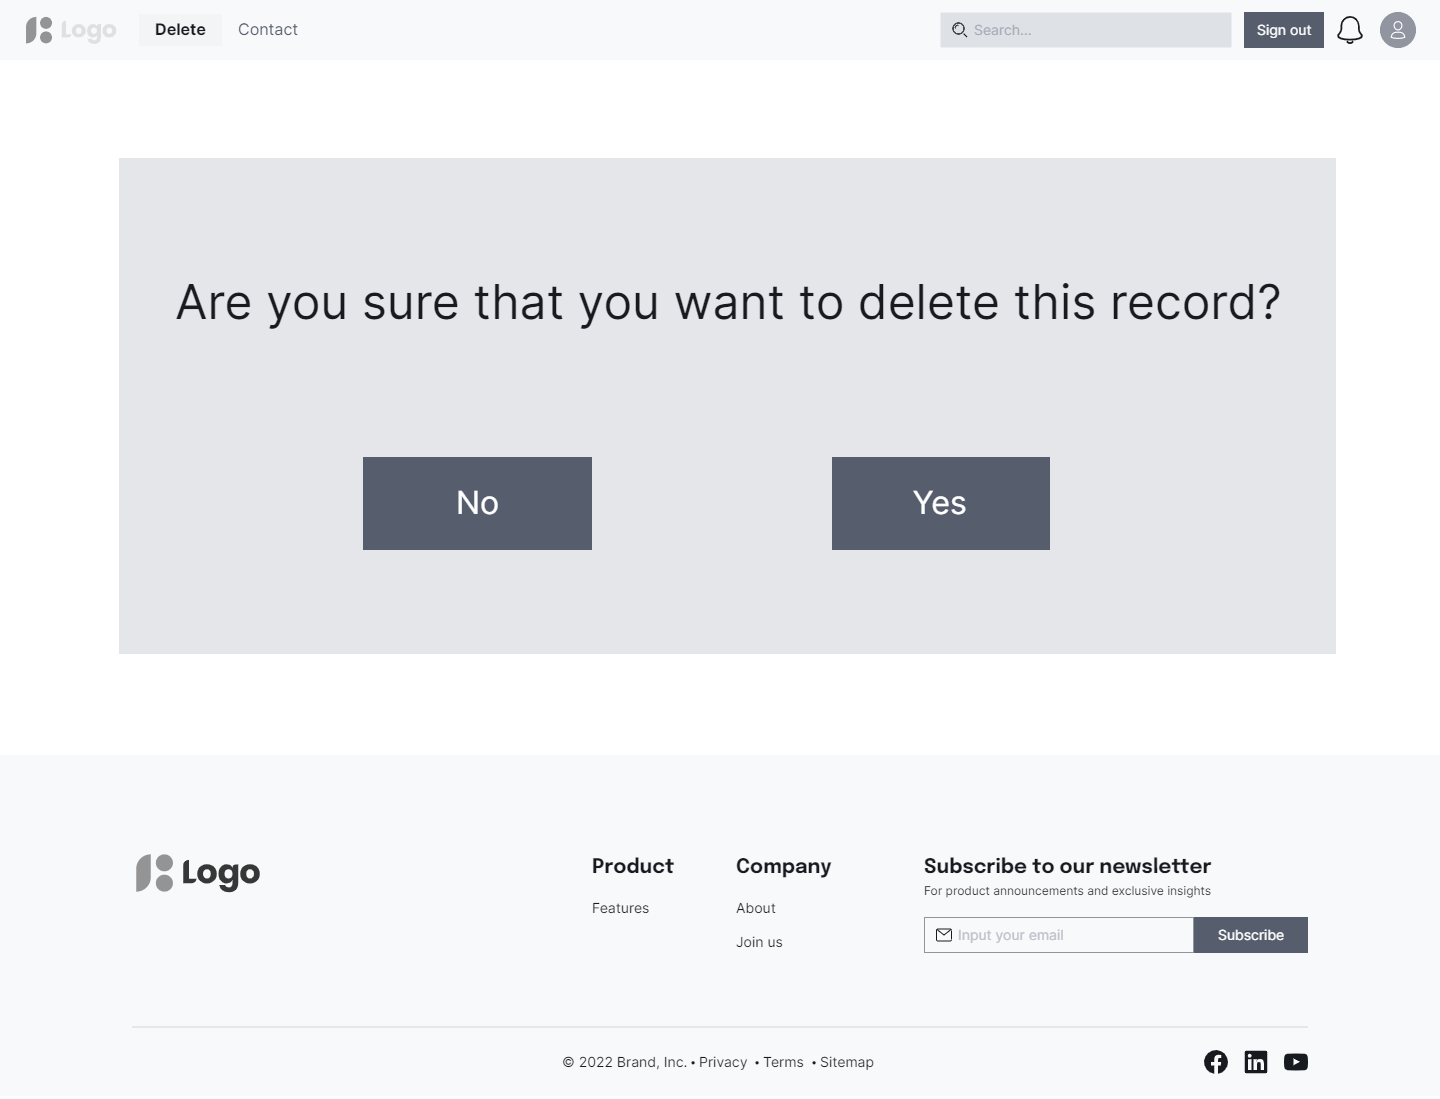 Logo
Delete
Contact
Search...
Sign out
Are you sure that you want to delete this record?
No
Yes
Logo
Product
Features
Company
About
Join us
Subscribe to our newsletter
For product announcements and exclusive insights
Input your email
Subscribe
© 2022 Brand, Inc. • Privacy • Terms • Sitemap